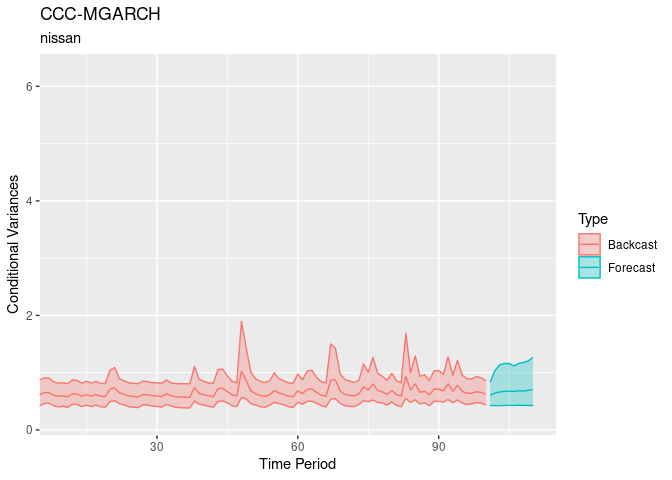 CCC-MGARCH
nissan
Conditional Variances
6
4
2
0
30
60
90
Time Period
Type
Backcast
Forecast